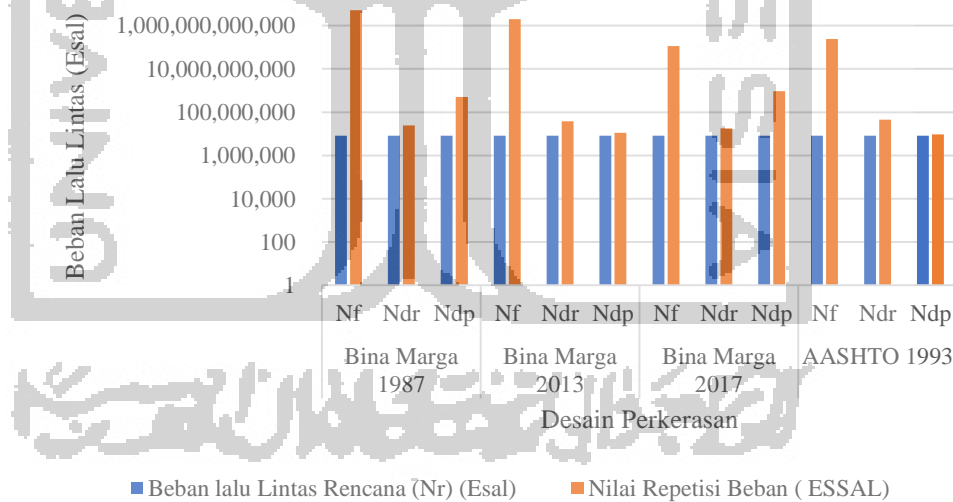 1,000,000,000,000
10,000,000,000
100,000,000
1,000,000
10,000
100
1
Beban Lalu Lintas (Esal)
Nf Ndr Ndp Nf Ndr Ndp Nf Ndr Ndp Nf Ndr Ndp
Bina Marga 1987
Bina Marga 2013
Bina Marga 2017
AASHTO 1993
Desain Perkerasan
Beban lalu Lintas Rencana (Nr) (Esal)
Nilai Repetisi Beban ( ESSAL)